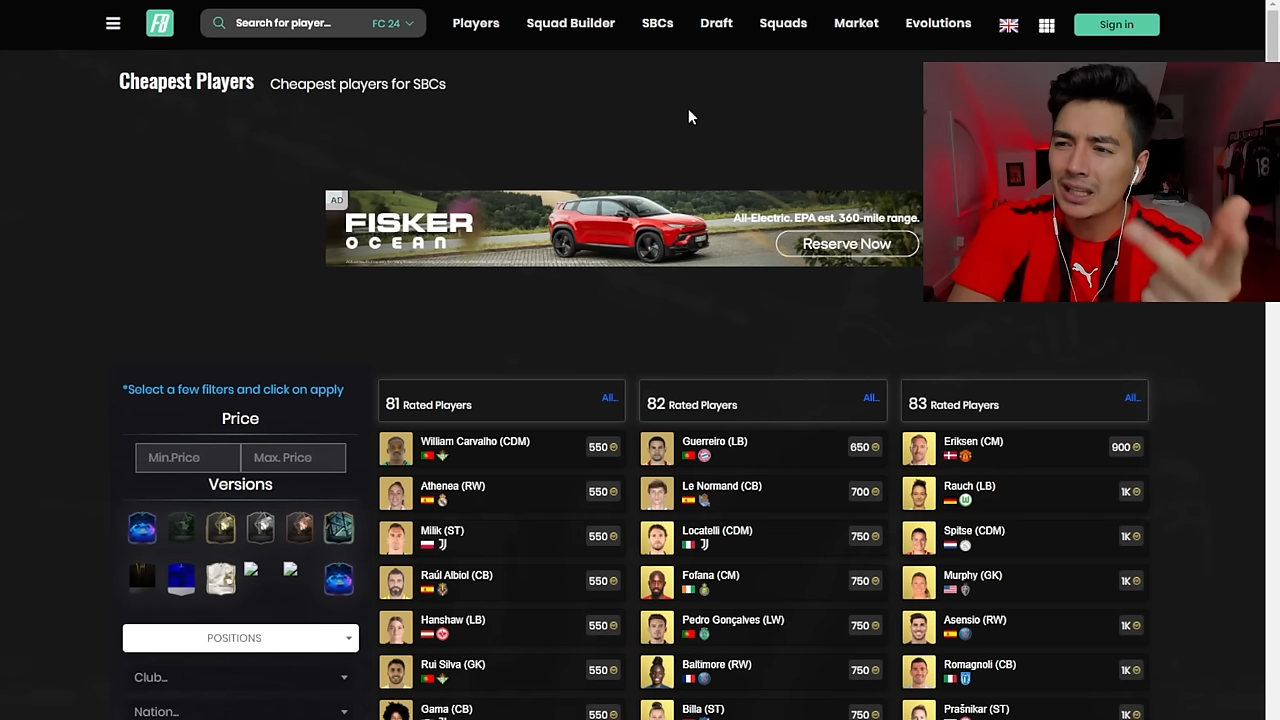 F8 Search for player... FC 24 Players Squad Builder SBCs Draft Squads Market Evolutions Sign in
Cheapest Players Cheapest players for SBCs
18
AD
FISKER
OCEAN
All-Electric. EPA est. 360-mile range.
Reserve Now
*Select a few filters and click on apply
Price
Min.Price Max. Price
Versions
POSITIONS
Club...
Nation...
81 Rated Players All...
William Carvalho (CDM) 550
Athenea (RW) 550
Milik (ST) 550
Raúl Albiol (CB) 550
Hanshaw (LB) 550
Rui Silva (GK) 550
Gama (CB) 550
82 Rated Players All...
Guerreiro (LB) 650
Le Normand (CB) 700
Locatelli (CDM) 750
Fofana (CM) 750
Pedro Gonçalves (LW) 750
Baltimore (RW) 750
Billa (ST) 750
83 Rated Players All...
Eriksen (CM) 900
Rauch (LB) 1K
Spitse (CDM) 1K
Murphy (GK) 1K
Asensio (RW) 1K
Romagnoli (CB) 1K
Prašnikar (ST) 1K